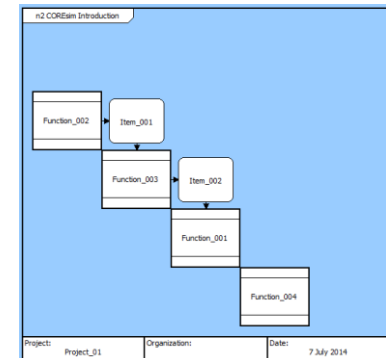 n2 COREsim Introduction
Function_002
Item_001
Function_003
Item_002
Function_001
Function_004
Project:
Project_01
Organization:
Date:
7 July 2014